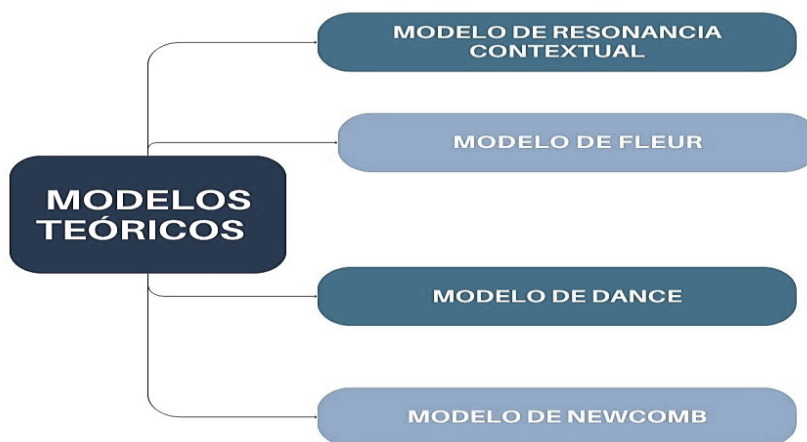 MODELO DE RESONANCIA
CONTEXTUAL
MODELO DE FLEUR
MODELOS
TEÓRICOS
MODELO DE DANCE
MODELO DE NEWCOMB